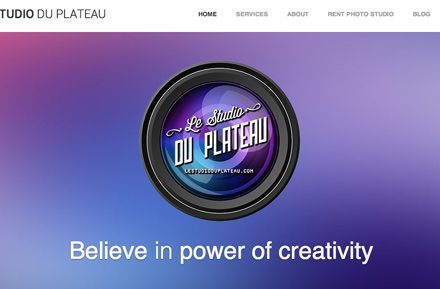 TUDIO DU PLATEAU
HOME SERVICES ABOUT RENT PHOTO STUDIO BLOG
Le Studio
DU PLATEAU
LESTUDIODUPLATEAU.COM
Believe in power of creativity